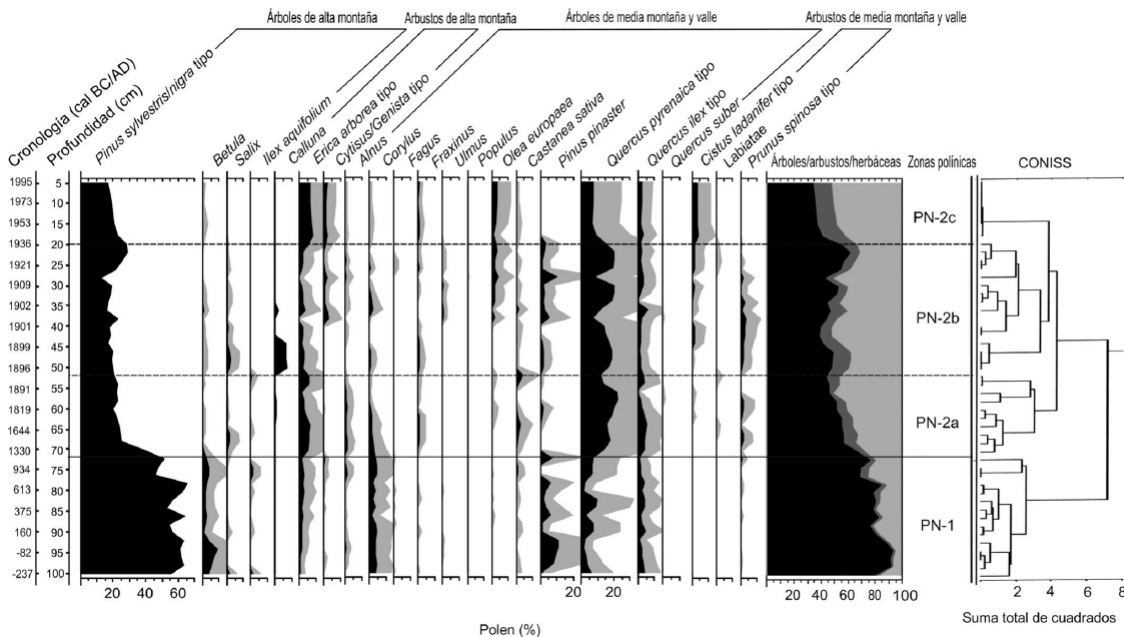 Árboles de alta montaña
Arbustos de alta montaña
Árboles de media montaña y valle
Arbustos de media montaña y valle
Cronologia (cal BC/AD)
Profundidad (cm)
Pinus sylvestris/nigra tipo
Betula
Salix
Ilex aquifolium
Calluna
Erica arborea tipo
Cytisus/Genista tipo
Alnus
Corylus
Fagus
Fraxinus
Ulmus
Populus
Olea europaea
Castanea sativa
Pinus pinaster
Quercus pyrenaica tipo
Quercus ilex tipo
Quercus suber
Cistus ladanifer tipo
Labiatae
Prunus spinosa tipo
Árboles/arbustos/herbáceas
Zonas polínicas
CONISS
1995 5
1973 10
1953 15
1936 20
1921 25
1909 30
1902 35
1901 40
1899 45
1896 50
1891 55
1819 60
1644 65
1330 70
934 75
613 80
375 85
160 90
-82 95
-237 100
PN-2c
PN-2b
PN-2a
PN-1
20 40 60
20
20
20 40 60 80 100
2 4 6 8
Polen (%)
Suma total de cuadrados